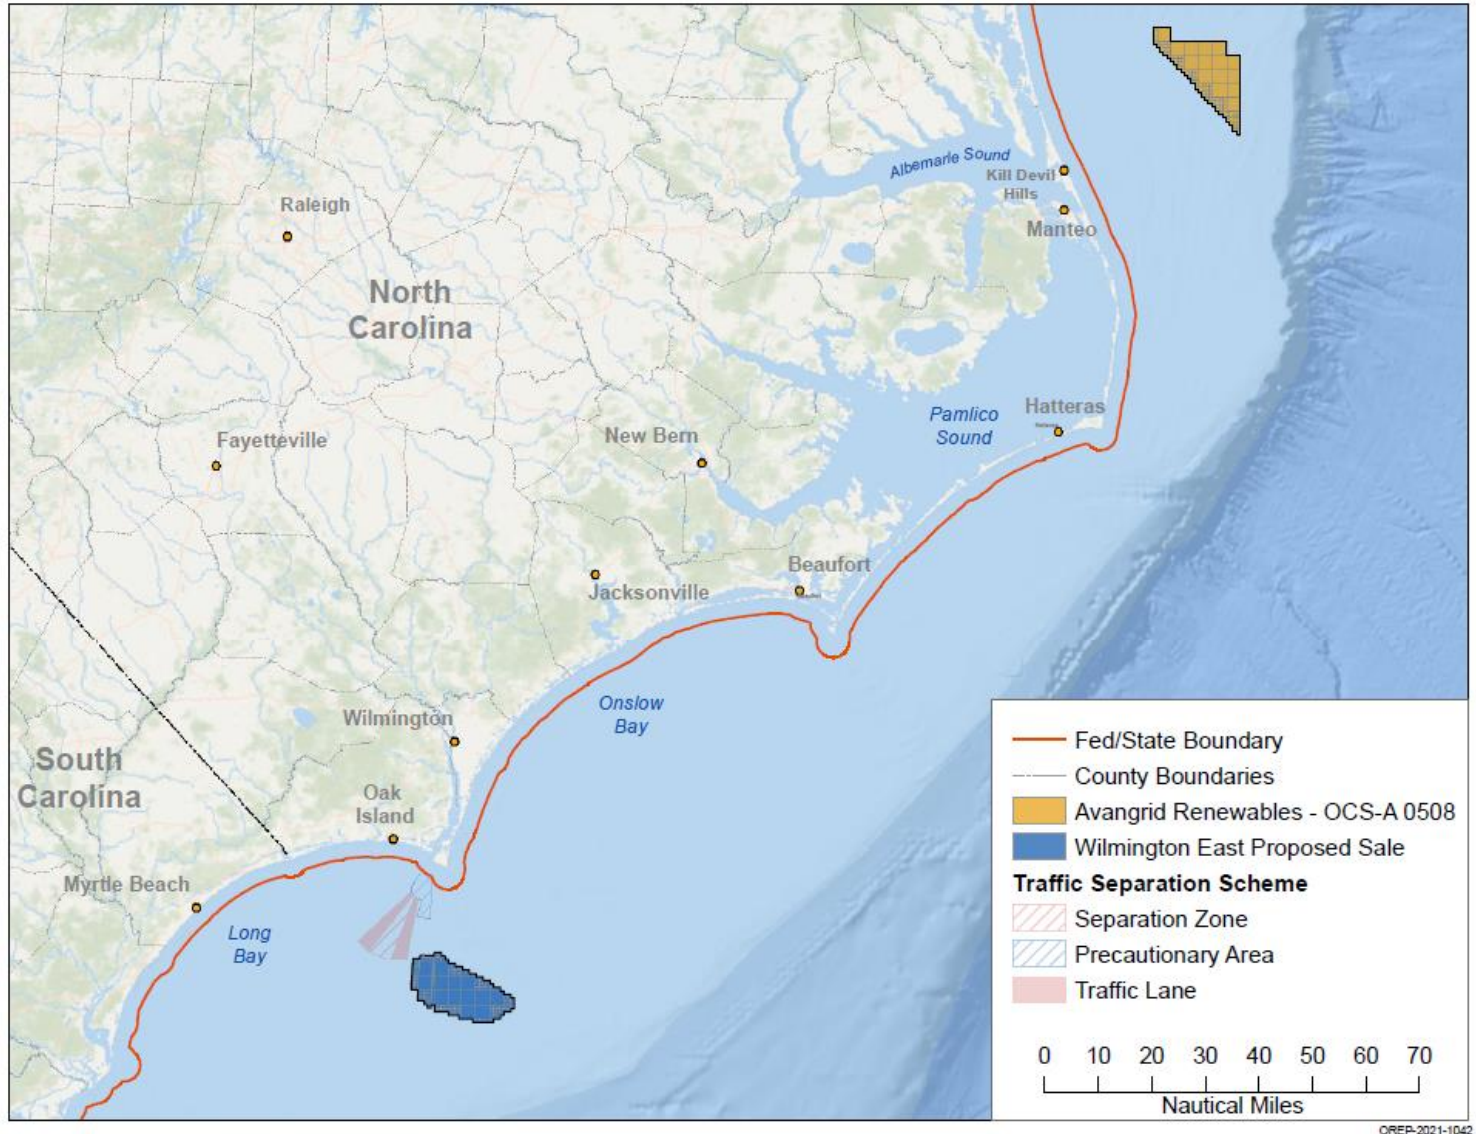 Albemarle Sound
Kill Devil
Hills
Manteo
Raleigh
North
Carolina
Pamlico
Sound
Hatteras
Fayetteville
New Bern
Beaufort
Jacksonville
Onslow
Bay
Wilmington
South
Carolina
Oak
Island
Myrtle Beach
Long
Bay
Fed/State Boundary
County Boundaries
Avangrid Renewables - OCS-A 0508
Wilmington East Proposed Sale
Traffic Separation Scheme
Separation Zone
Precautionary Area
Traffic Lane
0 10 20 30 40 50 60 70
Nautical Miles
OREP-2021-1042